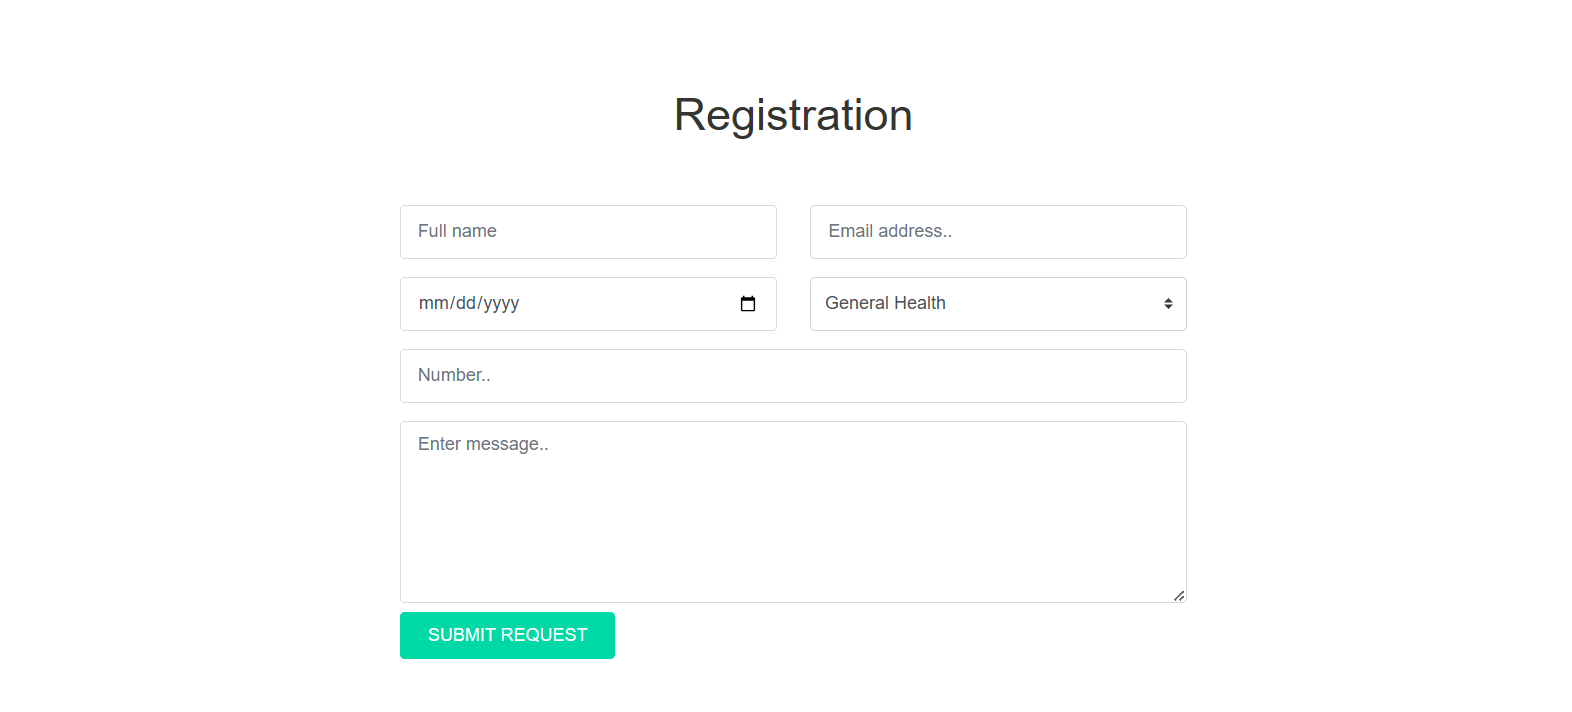 Registration
Full name
Email address..
mm/dd/yyyy
General Health
Number..
Enter message..
SUBMIT REQUEST